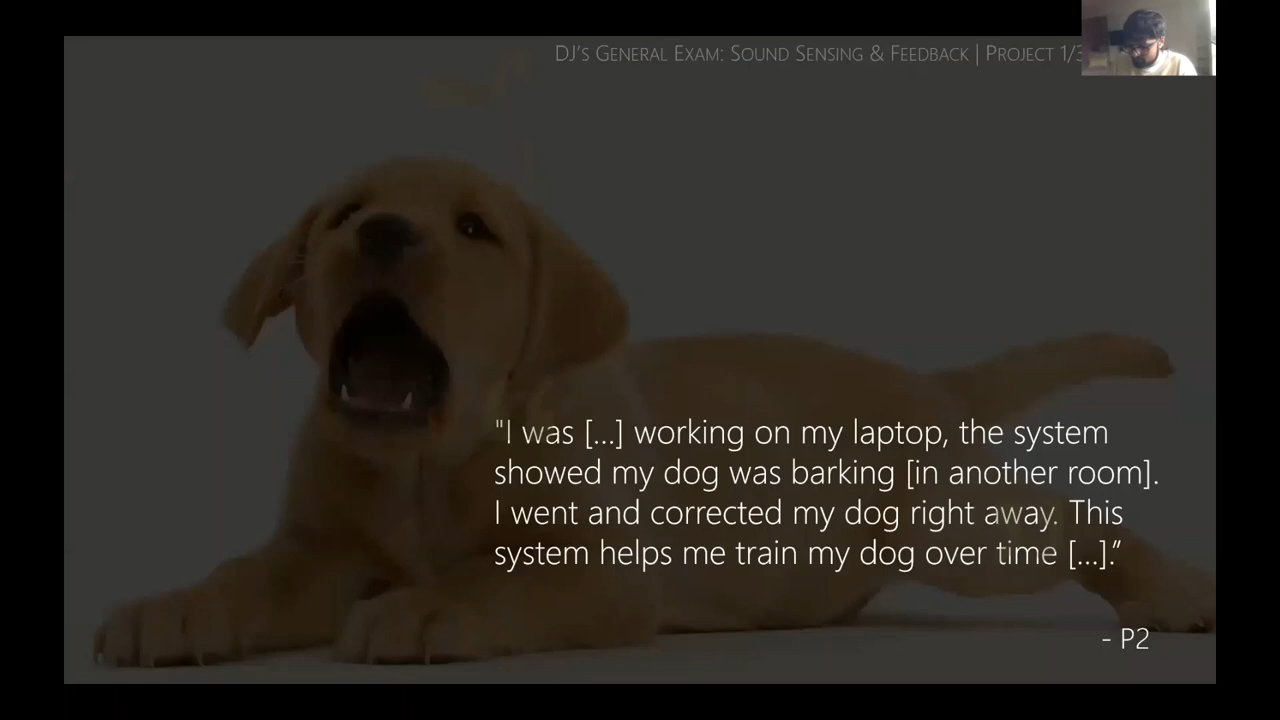 DJ's General Exam: Sound Sensing & Feedback | Project 1/3
"I was [...] working on my laptop, the system
showed my dog was barking [in another room].
I went and corrected my dog right away. This
system helps me train my dog over time [...]."
- P2